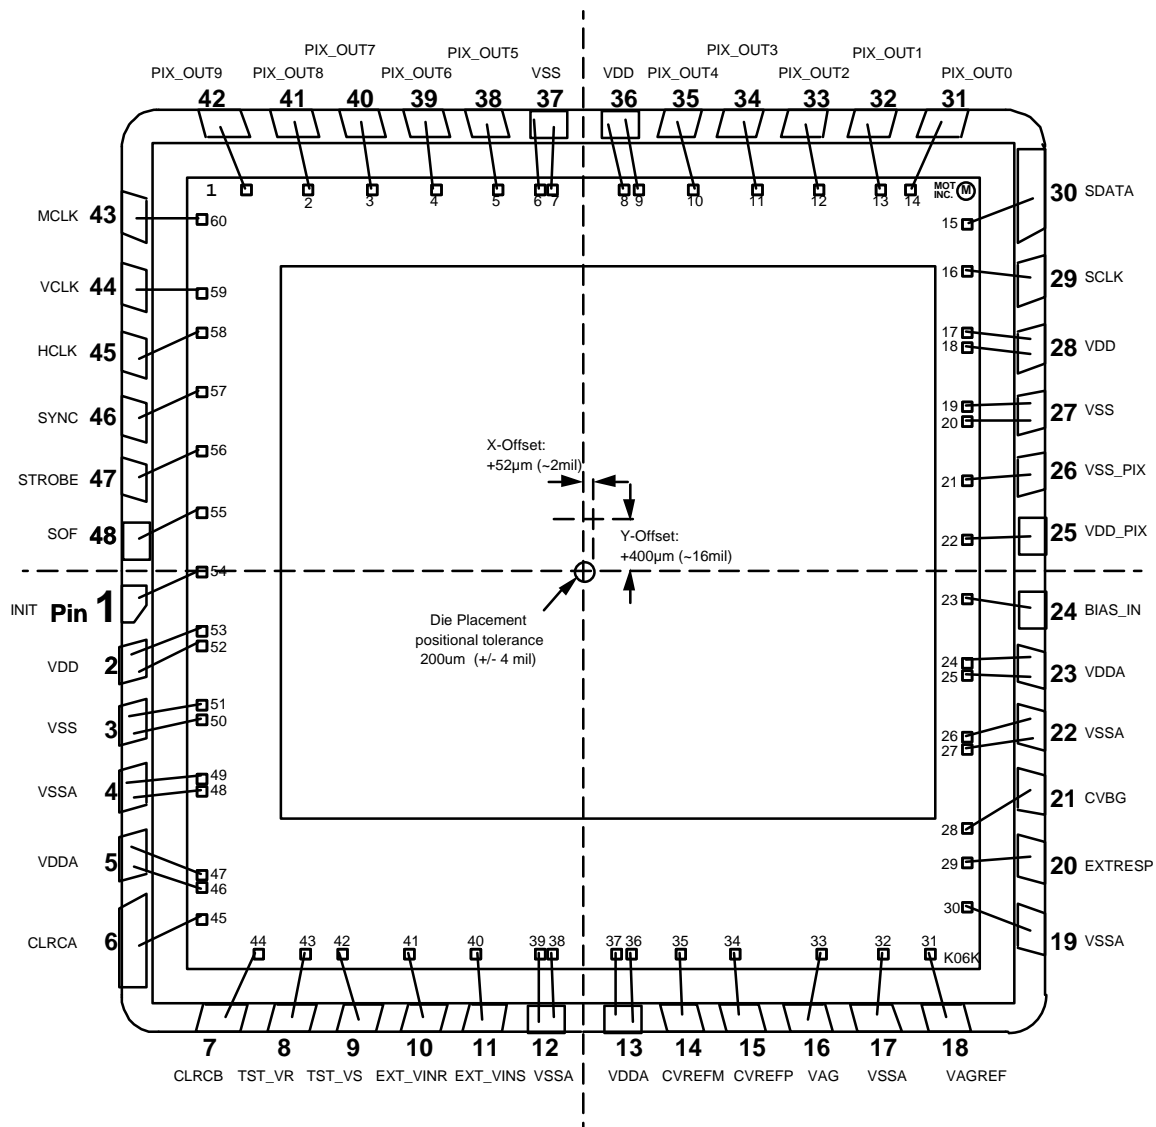 PIX_OUT7 PIX_OUT5 PIX_OUT3 PIX_OUT1
PIX_OUT9 PIX_OUT8 PIX_OUT6 VSS VDD PIX_OUT4 PIX_OUT2 PIX_OUT0
42 41 40 39 38 37 36 35 34 33 32 31
1 2 3 4 5 6 7 8 9 10 11 12 13 14
MOT
INC. M
MCLK 43 60 15 30 SDATA
VCLK 44 59 16 29 SCLK
HCLK 45 58 17 18 28 VDD
SYNC 46 57 19 20 27 VSS
STROBE 47 56 21 26 VSS_PIX
SOF 48 55 22 25 VDD_PIX
X-Offset:
+52µm (~2mil)
Y-Offset:
+400µm (~16mil)
INIT Pin 1 54 23 24 BIAS_IN
Die Placement
positional tolerance
200um (+/- 4 mil)
VDD 2 53 52 24 25 23 VDDA
VSS 3 51 50 26 27 22 VSSA
VSSA 4 49 48 28 21 CVBG
VDDA 5 47 46 29 20 EXTRESP
CLRCA 6 45 30 19 VSSA
44 43 42 41 40 39 38 37 36 35 34 33 32 31
K06K
7 8 9 10 11 12 13 14 15 16 17 18
CLRCB TST_VR TST_VS EXT_VINR EXT_VINS VSSA VDDA CVREFM CVREFP VAG VSSA VAGREF